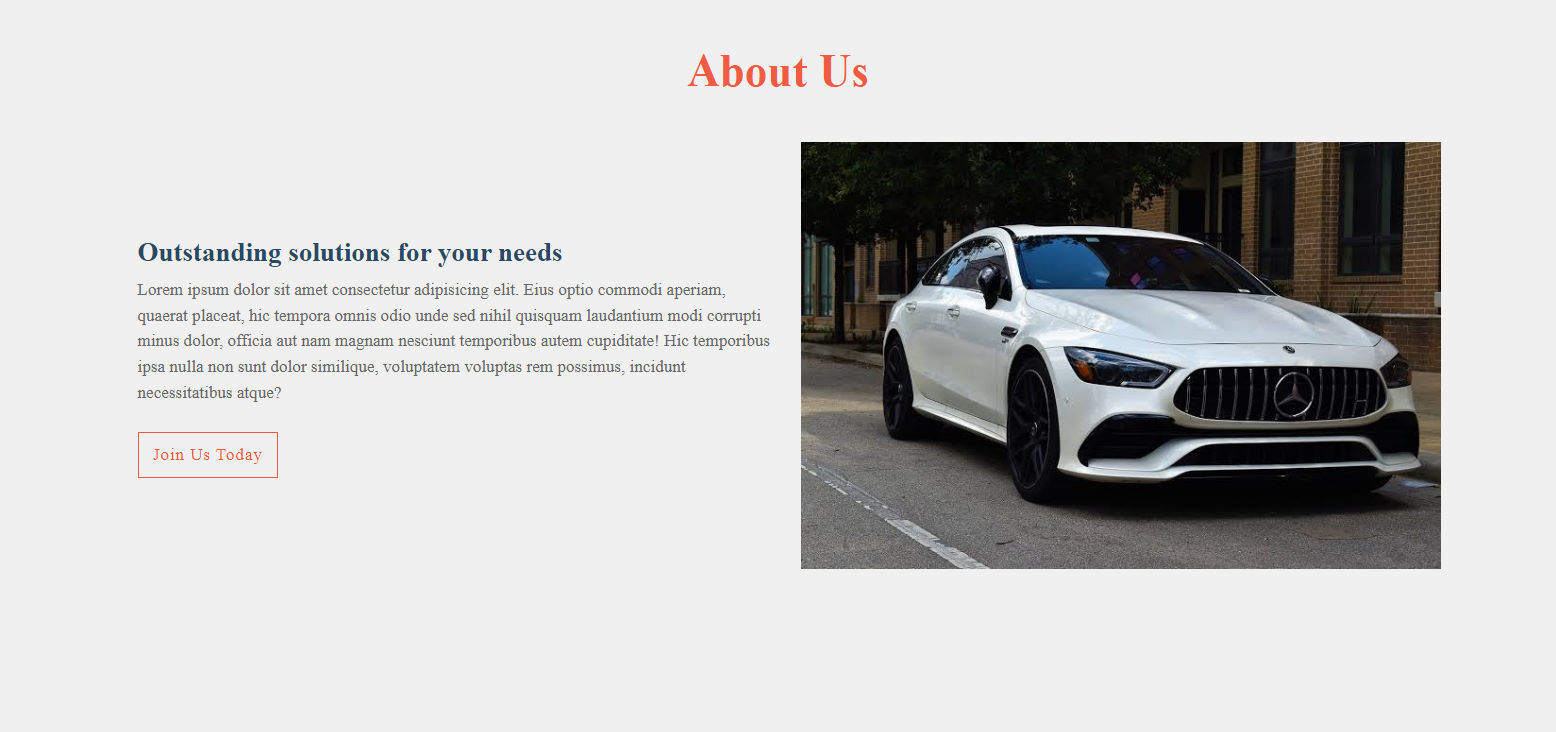 About Us
Outstanding solutions for your needs
Lorem ipsum dolor sit amet consectetur adipisicing elit. Eius optio commodi aperiam,
quaerat placeat, hic tempora omnis odio unde sed nihil quisquam laudantium modi corrupti
minus dolor, officia aut nam magnam nesciunt temporibus autem cupiditate! Hic temporibus
ipsa nulla non sunt dolor similique, voluptatem voluptas rem possimus, incidunt
necessitatibus atque?
Join Us Today